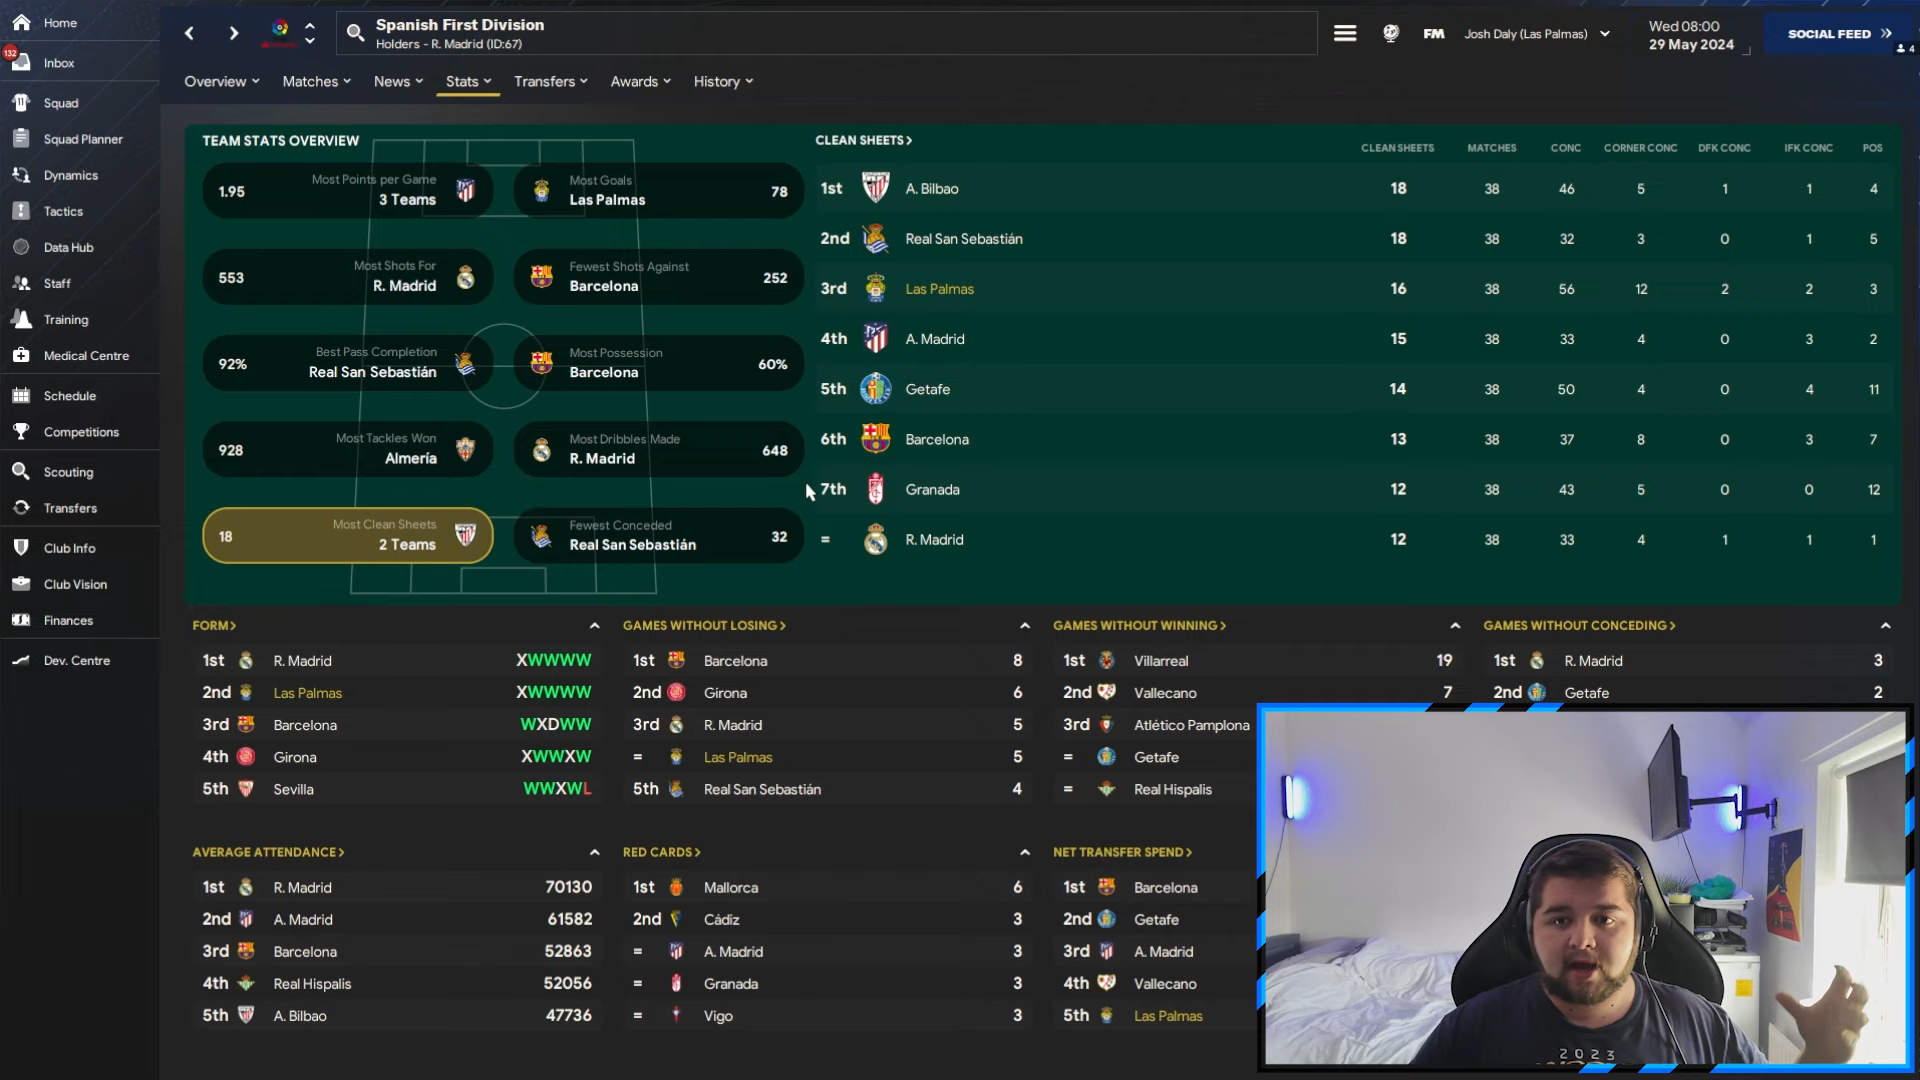 Home
132
Inbox
Squad
Squad Planner
Dynamics
Tactics
Data Hub
Staff
Training
Medical Centre
Schedule
Competitions
Scouting
Transfers
Club Info
Club Vision
Finances
Dev. Centre
Spanish First Division
Holders - R. Madrid (ID:67)
FM
Josh Daly (Las Palmas)
Wed 08:00
29 May 2024
SOCIAL FEED
4
Overview
Matches
News
Stats
Transfers
Awards
History
TEAM STATS OVERVIEW
1.95 Most Points per Game
3 Teams
Most Goals
Las Palmas 78
553 Most Shots For
R. Madrid
Fewest Shots Against
Barcelona 252
92% Best Pass Completion
Real San Sebastián
Most Possession
Barcelona 60%
928 Most Tackles Won
Almería
Most Dribbles Made
R. Madrid 648
18 Most Clean Sheets
2 Teams
Fewest Conceded
Real San Sebastián 32
CLEAN SHEETS >
CLEAN SHEETS MATCHES CONC CORNER CONC DFK CONC IFK CONC POS
1st A. Bilbao 18 38 46 5 1 1 4
2nd Real San Sebastián 18 38 32 3 0 1 5
3rd Las Palmas 16 38 56 12 2 2 3
4th A. Madrid 15 38 33 4 0 3 2
5th Getafe 14 38 50 4 0 4 11
6th Barcelona 13 38 37 8 0 3 7
7th Granada 12 38 43 5 0 0 12
= R. Madrid 12 38 33 4 1 1 1
FORM >
1st R. Madrid XWWWW
2nd Las Palmas XWWWW
3rd Barcelona WXDWW
4th Girona XWWXW
5th Sevilla WWXWL
GAMES WITHOUT LOSING >
1st Barcelona 8
2nd Girona 6
3rd R. Madrid 5
= Las Palmas 5
5th Real San Sebastián 4
GAMES WITHOUT WINNING >
1st Villarreal 19
2nd Vallecano 7
3rd Atlético Pamplona
= Getafe
= Real Hispalis
GAMES WITHOUT CONCEDING >
1st R. Madrid 3
2nd Getafe 2
AVERAGE ATTENDANCE >
1st R. Madrid 70130
2nd A. Madrid 61582
3rd Barcelona 52863
4th Real Hispalis 52056
5th A. Bilbao 47736
RED CARDS >
1st Mallorca 6
2nd Cádiz 3
= A. Madrid 3
= Granada 3
= Vigo 3
NET TRANSFER SPEND >
1st Barcelona
2nd Getafe
3rd A. Madrid
4th Vallecano
5th Las Palmas
2023